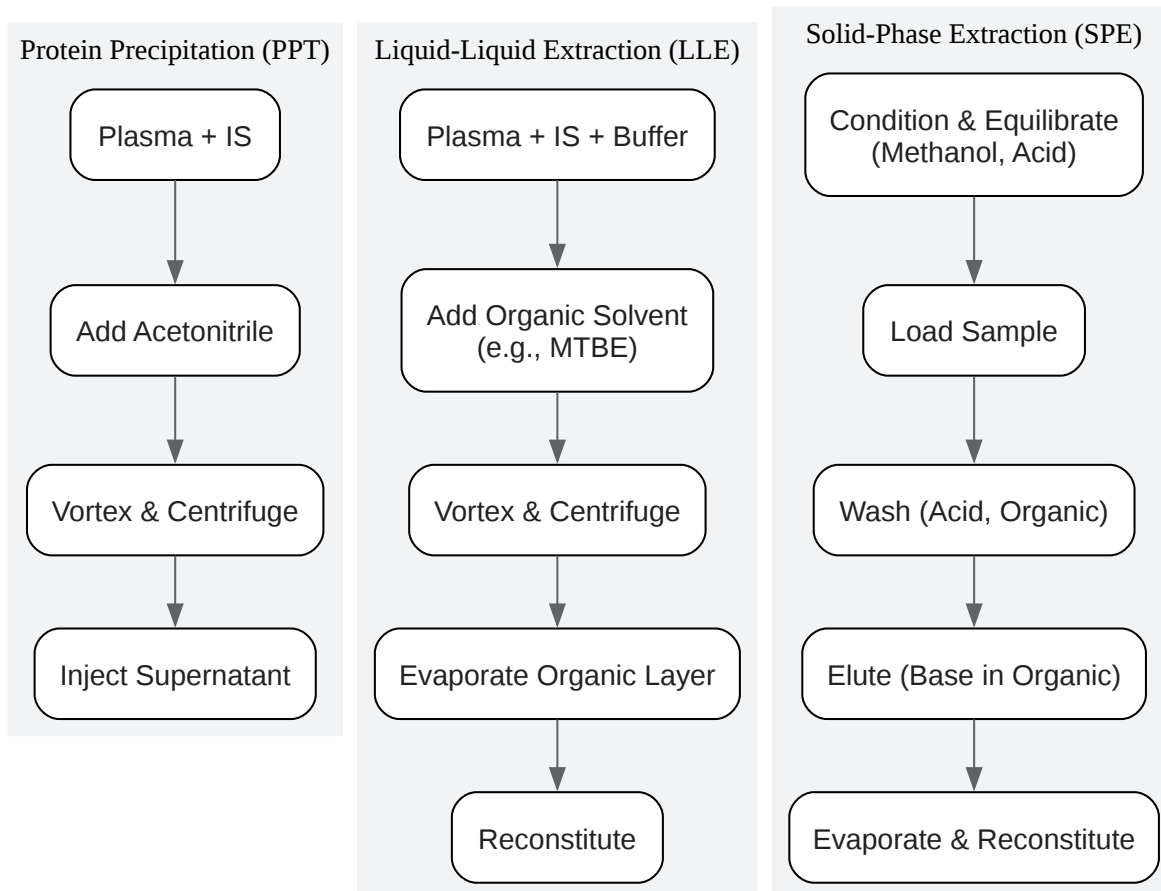 Protein Precipitation (PPT)
Plasma + IS
Add Acetonitrile
Vortex & Centrifuge
Inject Supernatant
Liquid-Liquid Extraction (LLE)
Plasma + IS + Buffer
Add Organic Solvent
(e.g., MTBE)
Vortex & Centrifuge
Evaporate Organic Layer
Reconstitute
Solid-Phase Extraction (SPE)
Condition & Equilibrate
(Methanol, Acid)
Load Sample
Wash (Acid, Organic)
Elute (Base in Organic)
Evaporate & Reconstitute